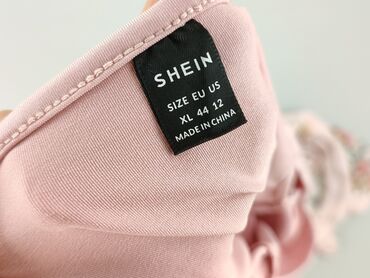 SHEIN
SIZE EU US
XL 44 12
MADE IN CHINA